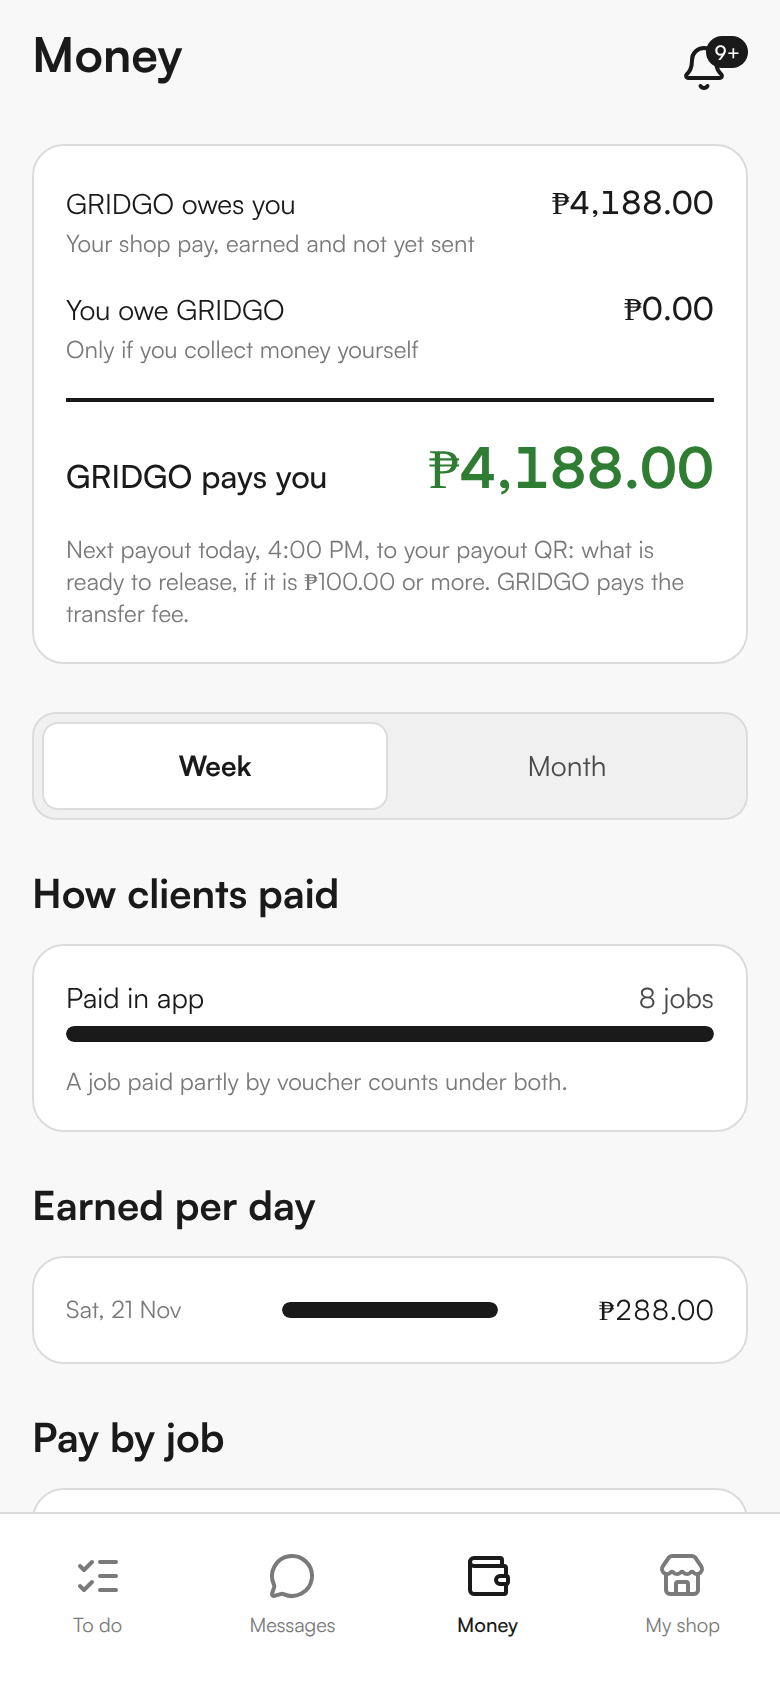 Money
9+
GRIDGO owes you ₱4,188.00
Your shop pay, earned and not yet sent
You owe GRIDGO ₱0.00
Only if you collect money yourself
GRIDGO pays you ₱4,188.00
Next payout today, 4:00 PM, to your payout QR: what is
ready to release, if it is ₱100.00 or more. GRIDGO pays the
transfer fee.
Week Month
How clients paid
Paid in app 8 jobs
A job paid partly by voucher counts under both.
Earned per day
Sat, 21 Nov ₱288.00
Pay by job
To do Messages Money My shop